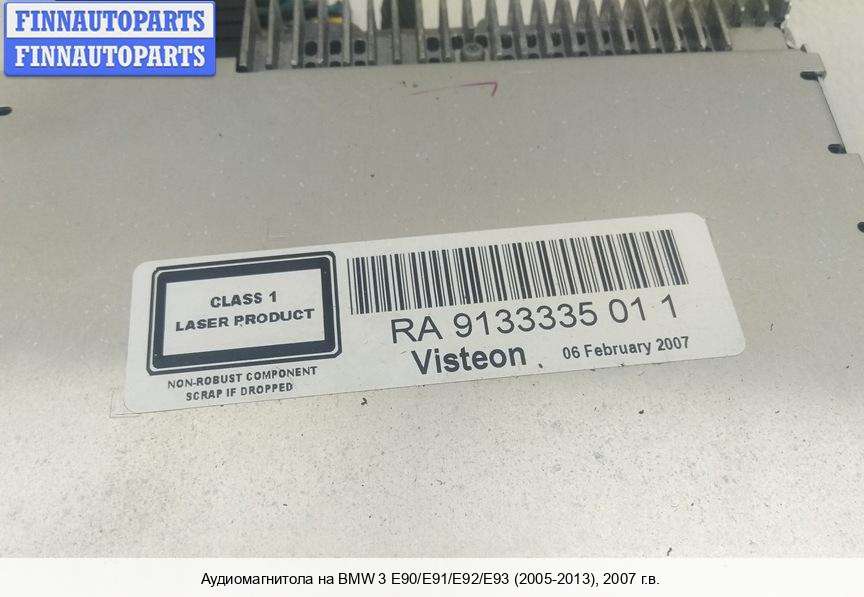 FINNAUTOPARTS
FINNAUTOPARTS
CLASS 1
LASER PRODUCT
NON-ROBUST COMPONENT
SCRAP IF DROPPED
RA 9133335 01 1
Visteon
06 February 2007
Аудиомагнитола на BMW 3 E90/E91/E92/E93 (2005-2013), 2007 г.в.